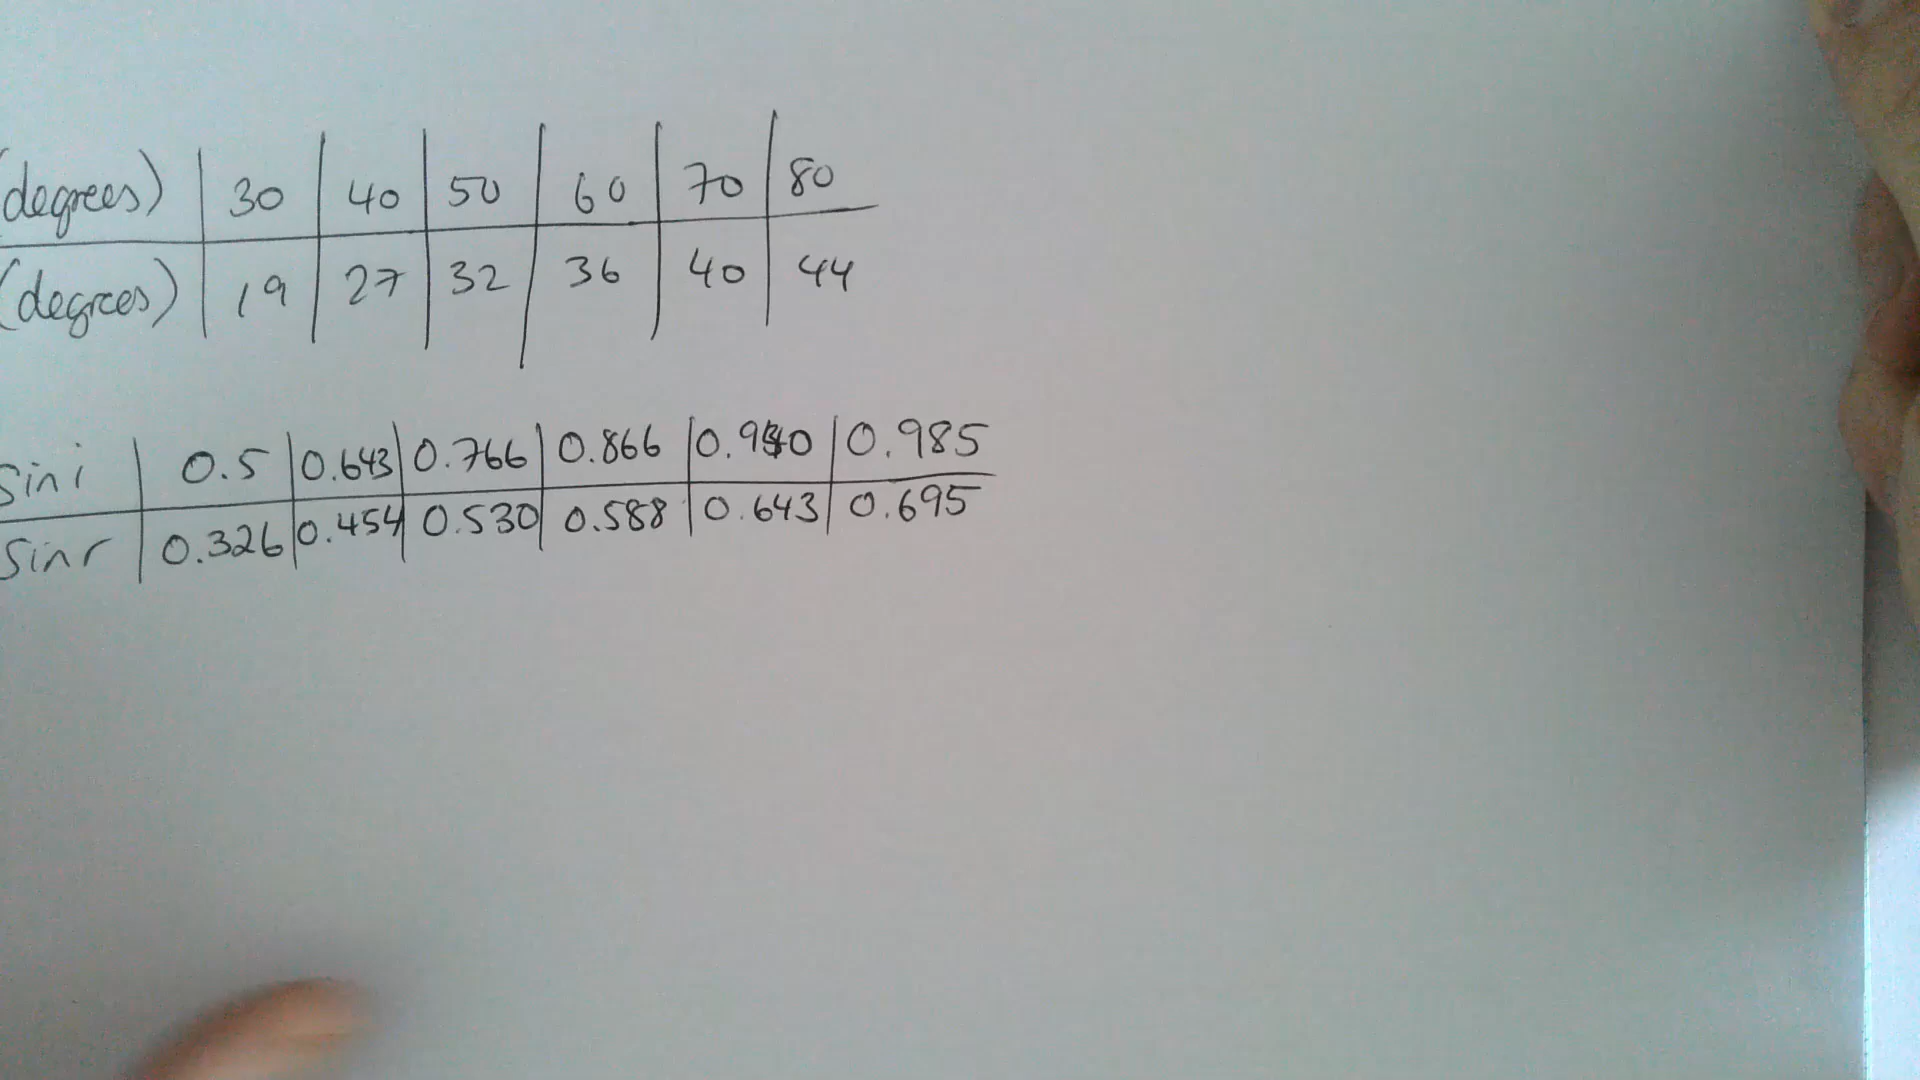 (degrees) 30 40 50 60 70 80
(degrees) 19 27 32 36 40 44
sin i 0.5 0.643 0.766 0.866 0.940 0.985
sin r 0.326 0.454 0.530 0.588 0.643 0.695